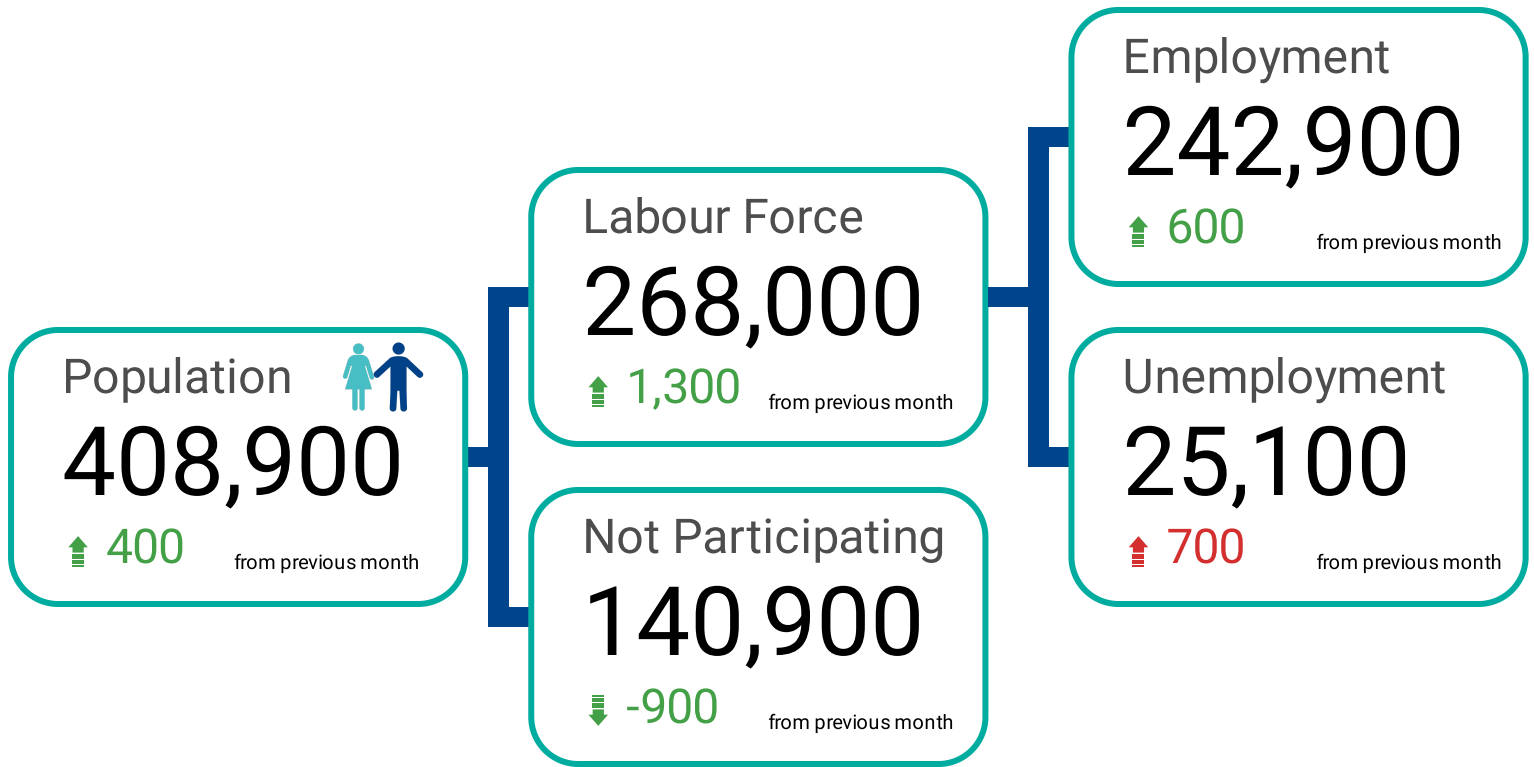 Population
408,900
400 from previous month
Labour Force
268,000
1,300 from previous month
Not Participating
140,900
-900 from previous month
Employment
242,900
600 from previous month
Unemployment
25,100
700 from previous month